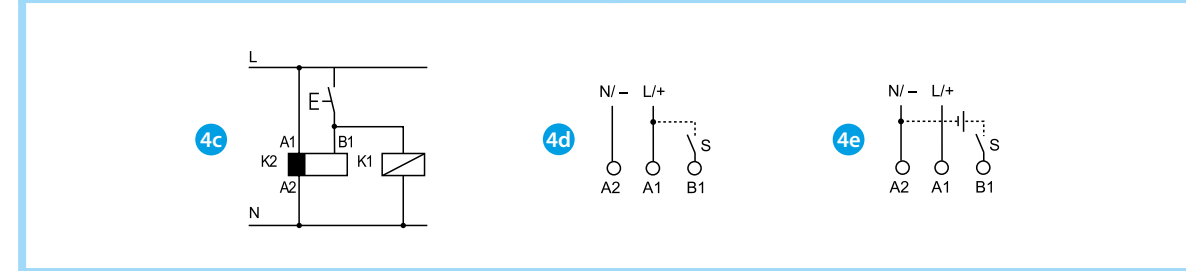 4c
L
A1
B1
K2
K1
A2
N
4d
N/ – L/+
S
A2 A1 B1
4e
N/ – L/+
S
A2 A1 B1